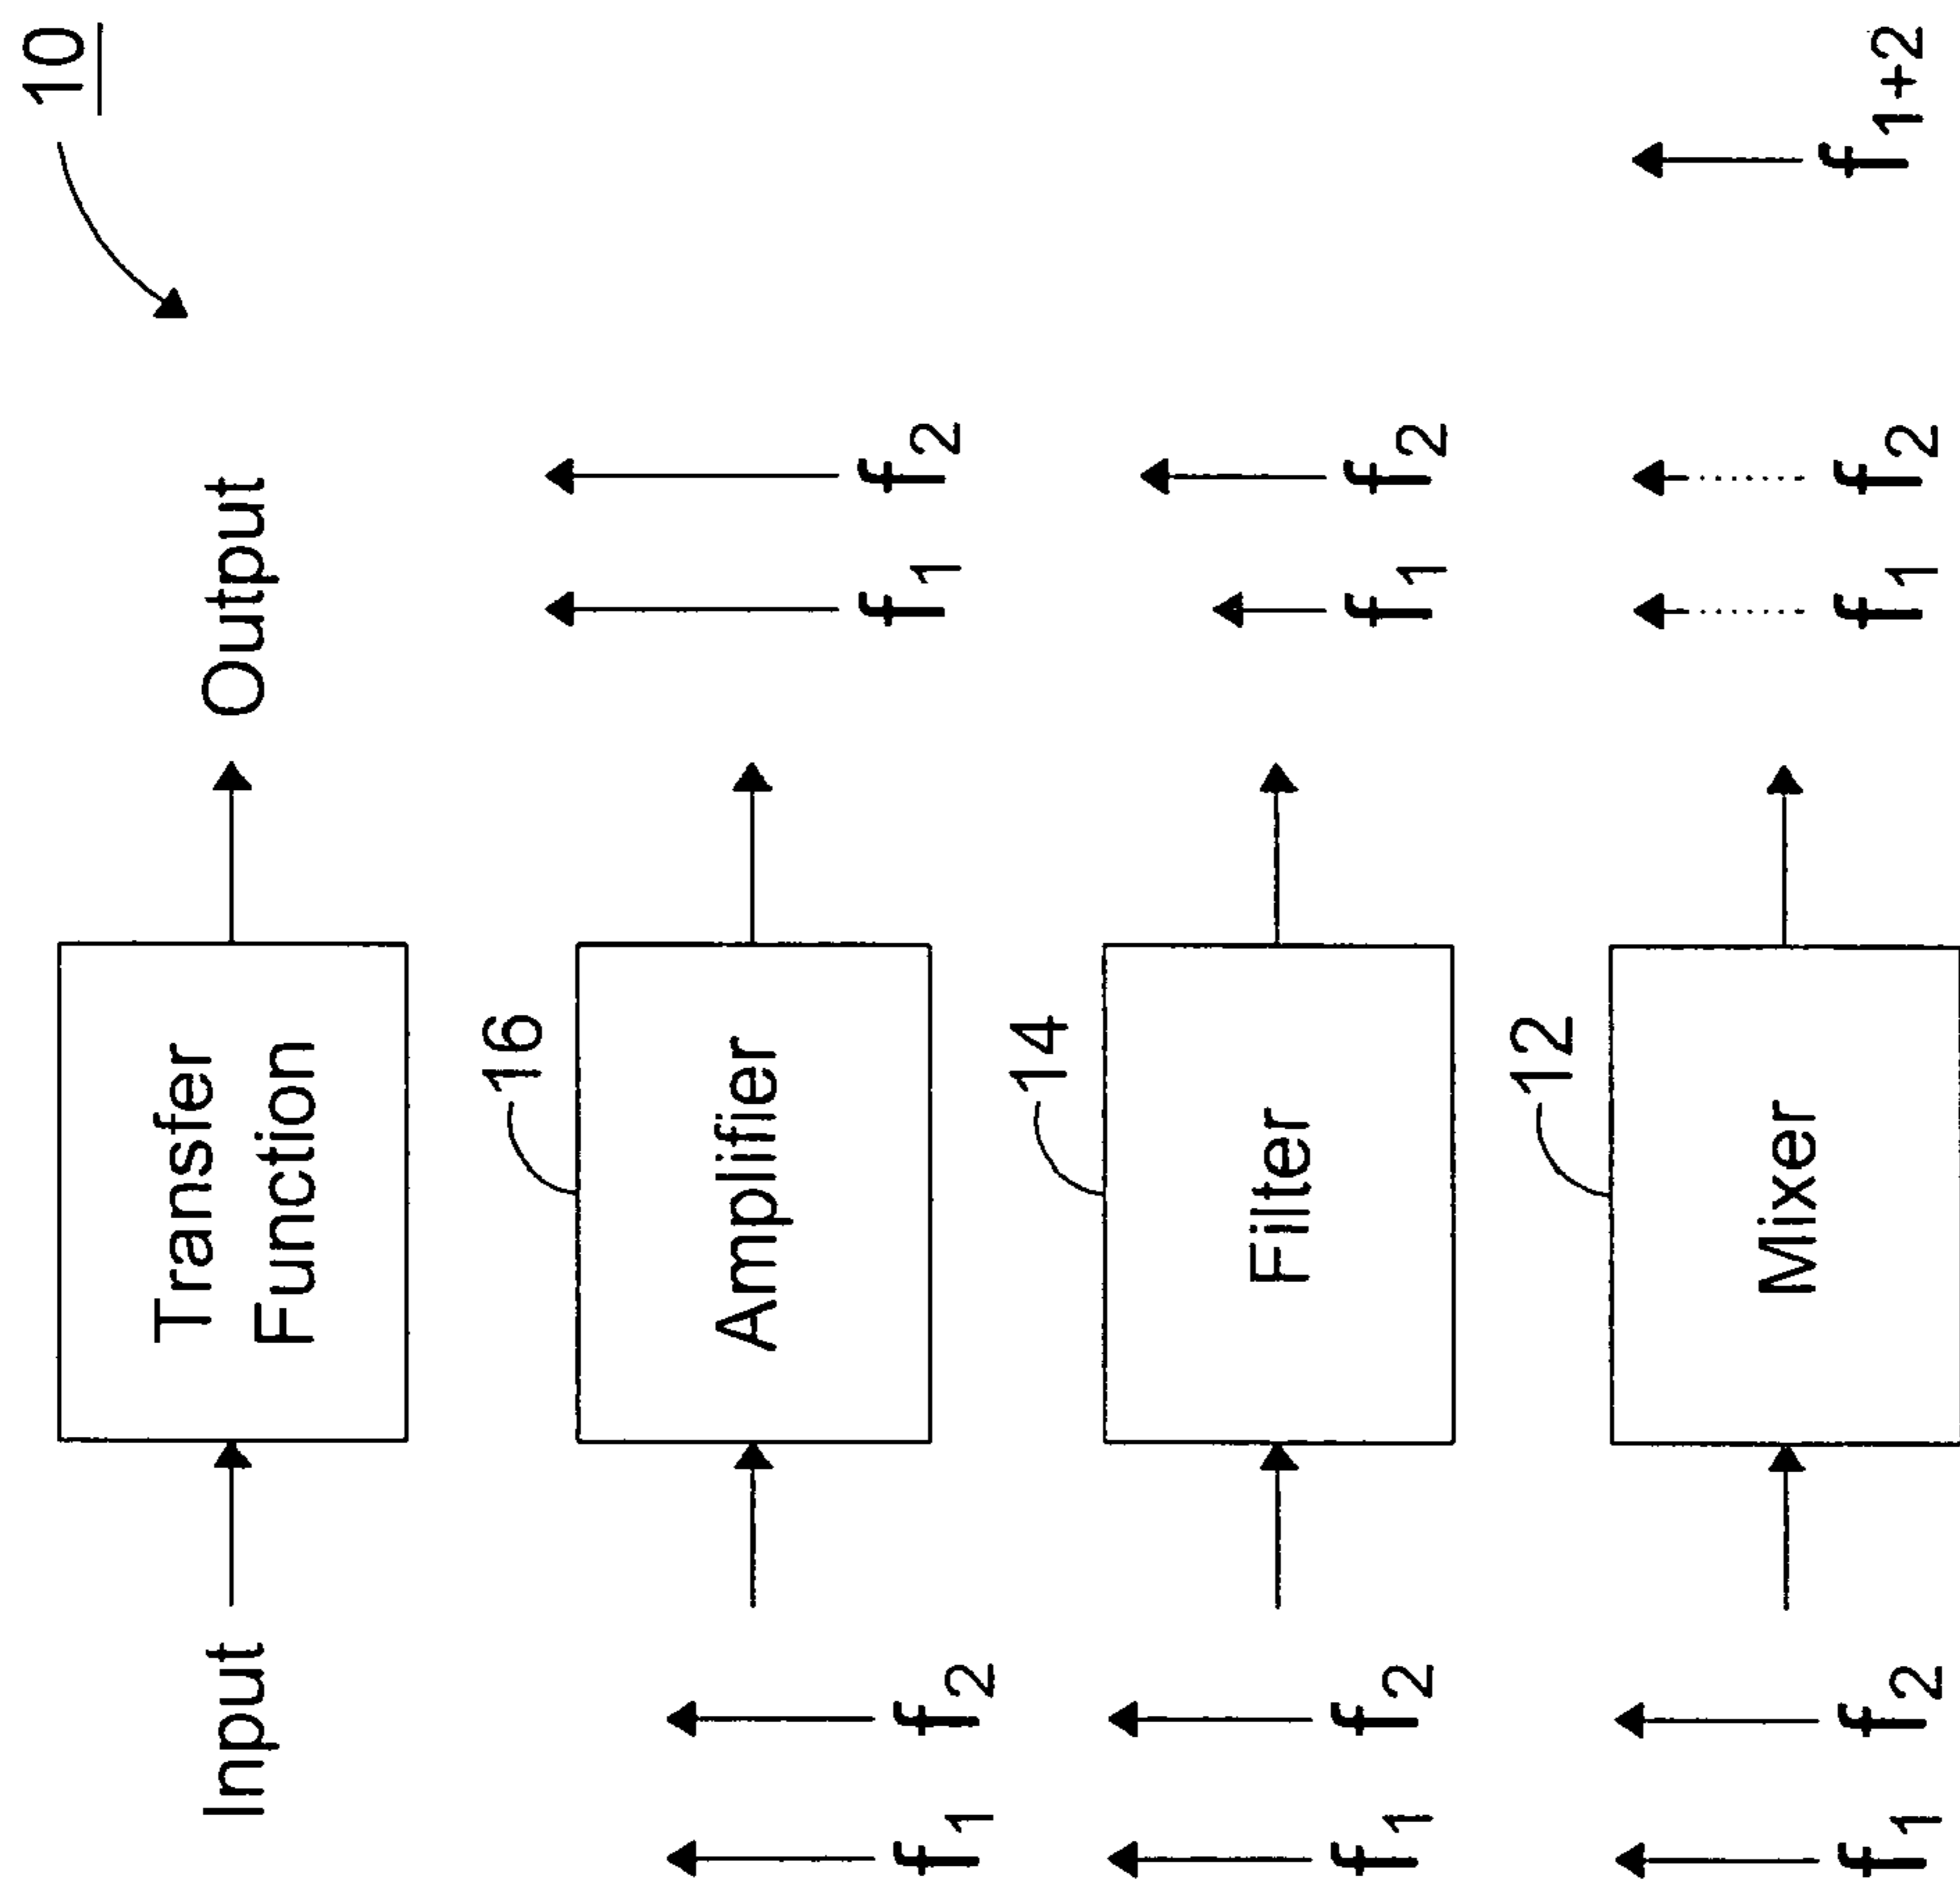 10
Input
Transfer
Function
Output
16
f1 f2
Amplifier
f1 f2
14
f1 f2
Filter
f1 f2
12
f1 f2
Mixer
f1 f2
f1+2